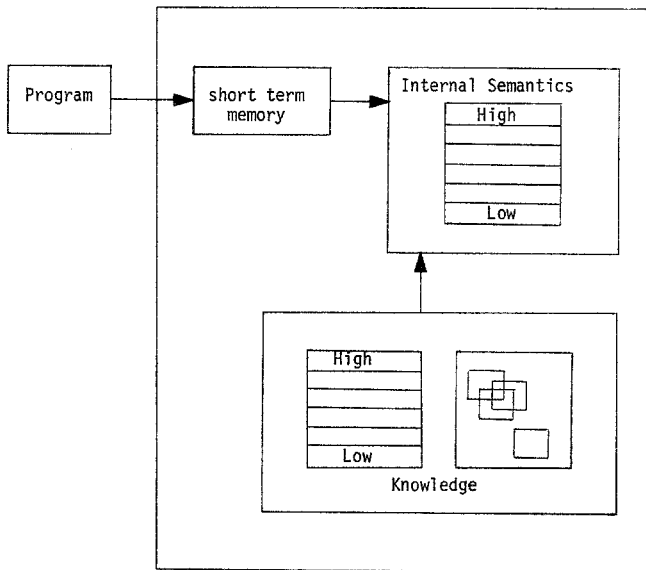 Program
short term
memory
Internal Semantics
High
Low
High
Low
Knowledge